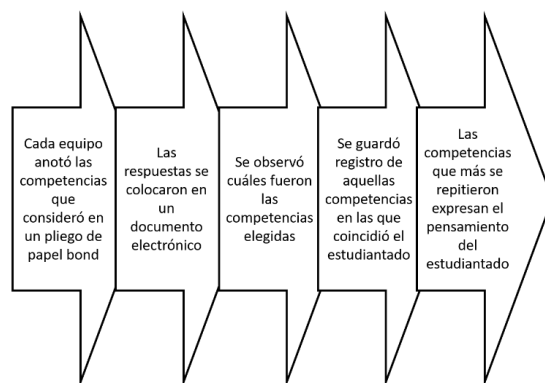 Cada equipo
anotó las
competencias
que
consideró en
un pliego de
papel bond
Las
respuestas se
colocaron en
un
documento
electrónico
Se observó
cuáles fueron
las
competencias
elegidas
Se guardó
registro de
aquellas
competencias
en las que
coincidió el
estudiantado
Las
competencias
que más se
repitieron
expresan el
pensamiento
del
estudiantado